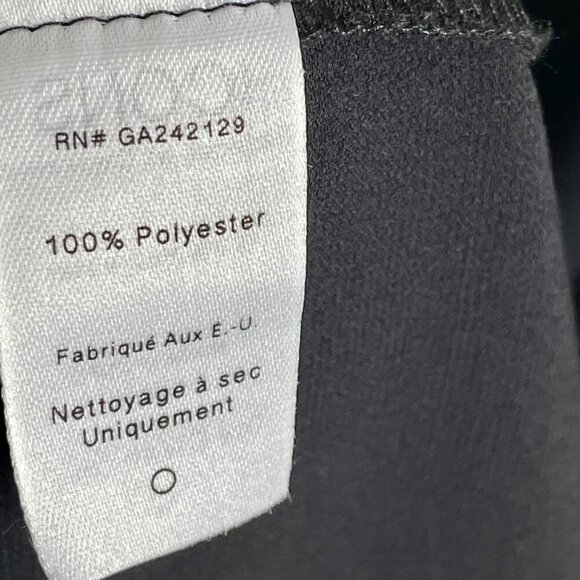 RN# GA242129
100% Polyester
Fabriqué Aux É.-U.
Nettoyage à sec
Uniquement